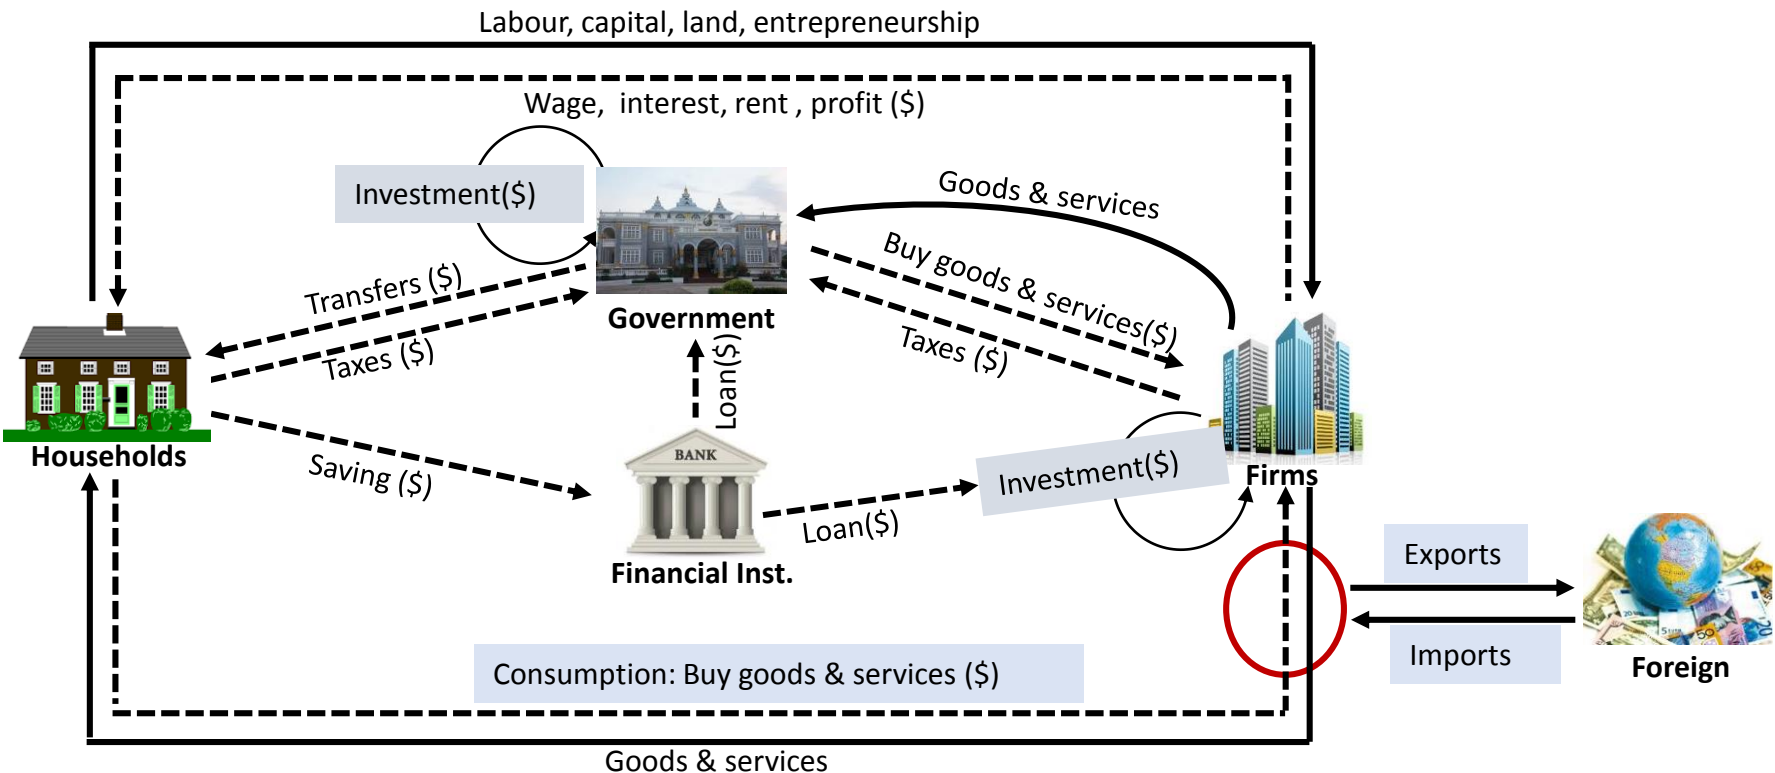 Labour, capital, land, entrepreneurship
Wage, interest, rent , profit ($)
Investment($)
Goods & services
Buy goods & services($)
Transfers ($)
Taxes ($)
Government
Taxes ($)
Loan($)
BANK
Households
Saving ($)
Investment($)
Firms
Loan($)
Financial Inst.
Exports
Imports
Foreign
Consumption: Buy goods & services ($)
Goods & services